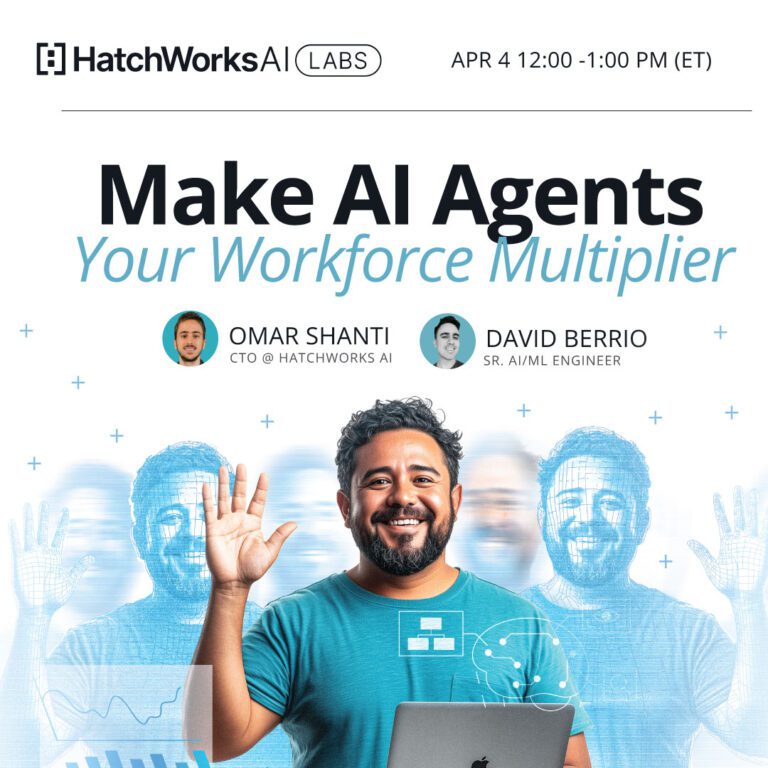 HatchWorksAI LABS
APR 4 12:00 -1:00 PM (ET)
Make AI Agents
Your Workforce Multiplier
OMAR SHANTI
CTO @ HATCHWORKS AI
DAVID BERRIO
SR. AI/ML ENGINEER